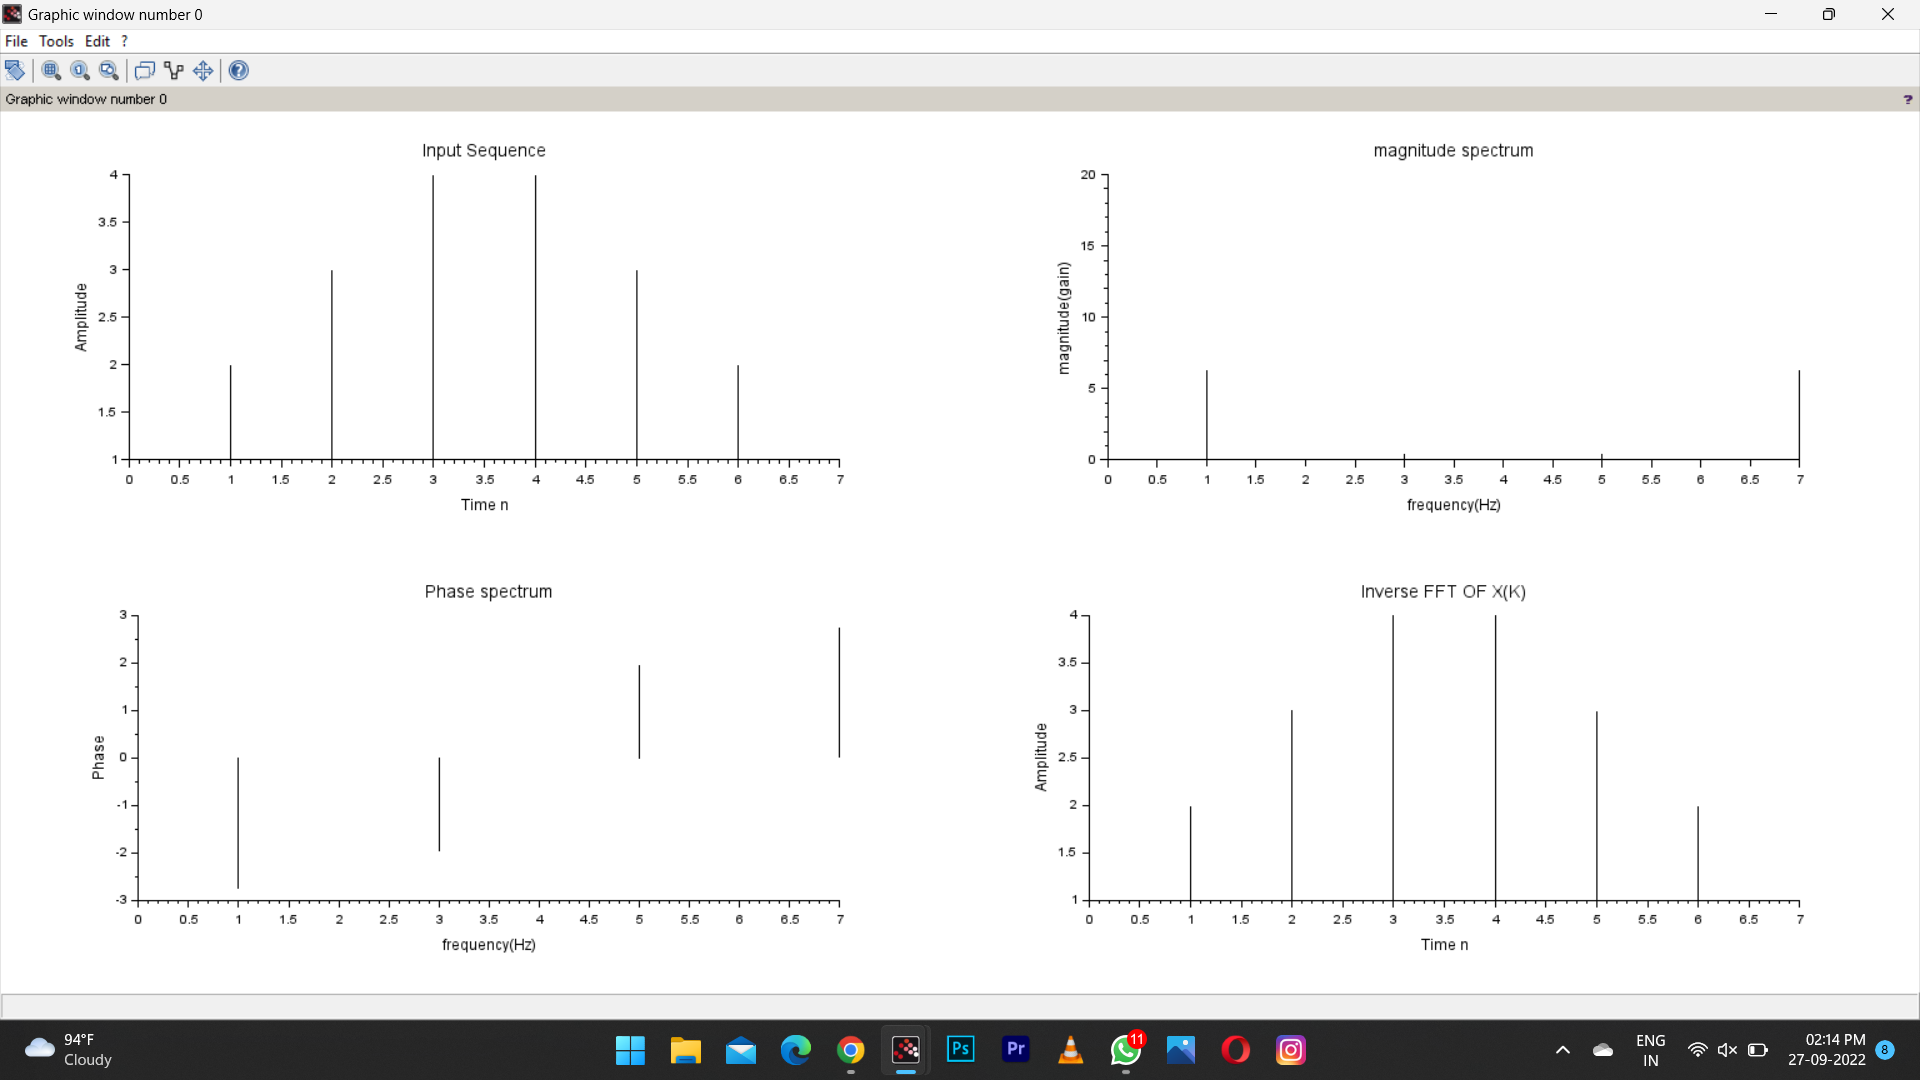 Graphic window number 0
File Tools Edit ?
Graphic window number 0
?
Input Sequence
4
3.5
3
2.5
2
1.5
1
Amplitude
0 0.5 1 1.5 2 2.5 3 3.5 4 4.5 5 5.5 6 6.5 7
Time n
magnitude spectrum
20
15
10
5
0
magnitude(gain)
0 0.5 1 1.5 2 2.5 3 3.5 4 4.5 5 5.5 6 6.5 7
frequency(Hz)
Phase spectrum
3
2
1
0
-1
-2
-3
Phase
0 0.5 1 1.5 2 2.5 3 3.5 4 4.5 5 5.5 6 6.5 7
frequency(Hz)
Inverse FFT OF X(K)
4
3.5
3
2.5
2
1.5
1
Amplitude
0 0.5 1 1.5 2 2.5 3 3.5 4 4.5 5 5.5 6 6.5 7
Time n
94°F
Cloudy
Ps
Pr
11
ENG
IN
02:14 PM
27-09-2022
8